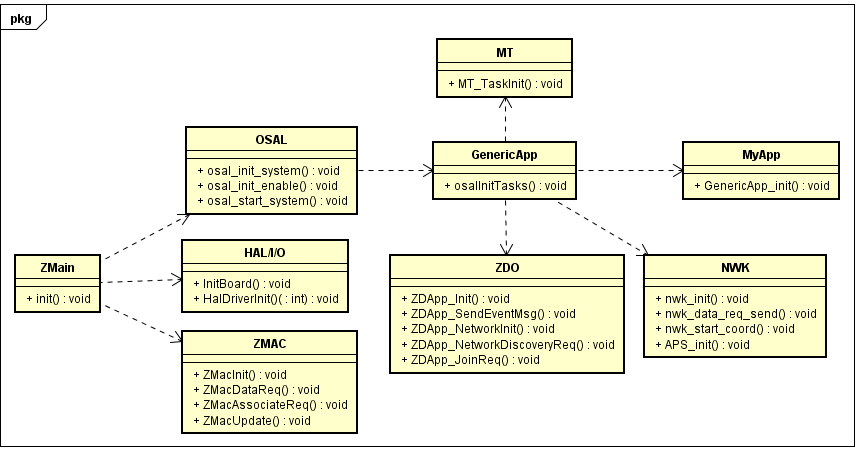 pkg
MT
+ MT_TaskInit() : void
OSAL
+ osal_init_system() : void
+ osal_init_enable() : void
+ osal_start_system() : void
GenericApp
+ osalInitTasks() : void
MyApp
+ GenericApp_init() : void
ZMain
+ init() : void
HAL/I/O
+ InitBoard() : void
+ HalDriverInit()( : int) : void
ZMAC
+ ZMacInit() : void
+ ZMacDataReq() : void
+ ZMacAssociateReq() : void
+ ZMacUpdate() : void
ZDO
+ ZDApp_Init() : void
+ ZDApp_SendEventMsg() : void
+ ZDApp_NetworkInit() : void
+ ZDApp_NetworkDiscoveryReq() : void
+ ZDApp_JoinReq() : void
NWK
+ nwk_init() : void
+ nwk_data_req_send() : void
+ nwk_start_coord() : void
+ APS_init() : void